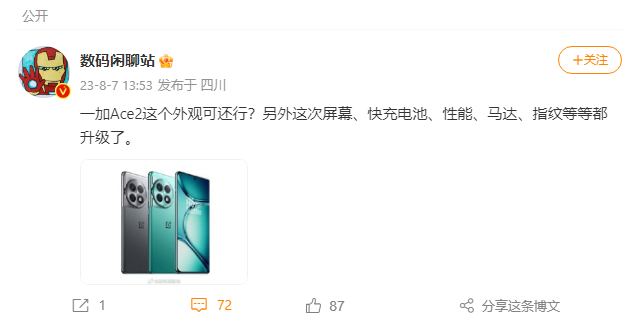 公开
数码闲聊站
+关注
23-8-7 13:53 发布于 四川
一加Ace2这个外观可还行？另外这次屏幕、快充电池、性能、马达、指纹等等都
升级了。
1
72
87
分享这条博文